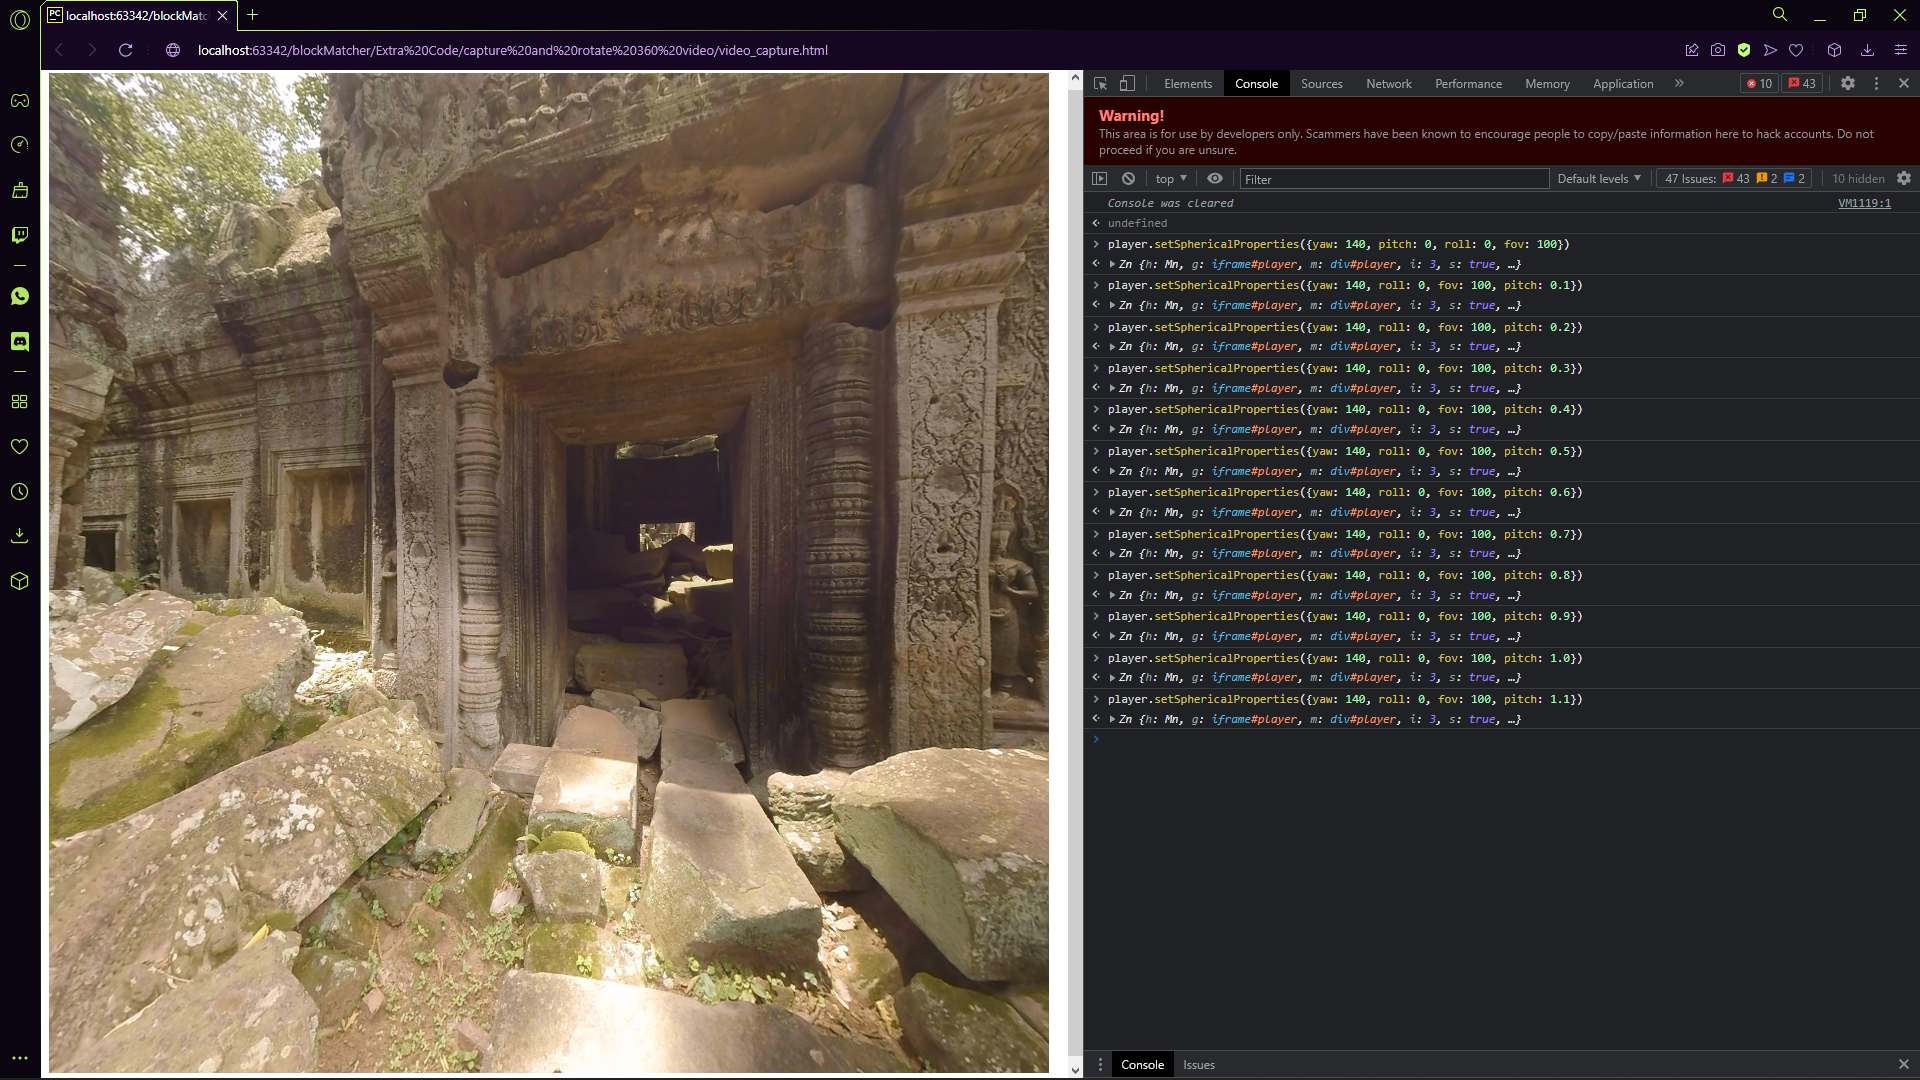 PC localhost:63342/blockMatc
localhost:63342/blockMatcher/Extra%20Code/capture%20and%20rotate%20360%20video/video_capture.html
Elements Console Sources Network Performance Memory Application 10 43
Warning!
This area is for use by developers only. Scammers have been known to encourage people to copy/paste information here to hack accounts. Do not
proceed if you are unsure.
top Filter Default levels 47 Issues: 43 2 2 10 hidden
Console was cleared VM1119:1
undefined
player.setSphericalProperties({yaw: 140, pitch: 0, roll: 0, fov: 100})
Zn {h: Mn, g: iframe#player, m: div#player, i: 3, s: true, …}
player.setSphericalProperties({yaw: 140, roll: 0, fov: 100, pitch: 0.1})
Zn {h: Mn, g: iframe#player, m: div#player, i: 3, s: true, …}
player.setSphericalProperties({yaw: 140, roll: 0, fov: 100, pitch: 0.2})
Zn {h: Mn, g: iframe#player, m: div#player, i: 3, s: true, …}
player.setSphericalProperties({yaw: 140, roll: 0, fov: 100, pitch: 0.3})
Zn {h: Mn, g: iframe#player, m: div#player, i: 3, s: true, …}
player.setSphericalProperties({yaw: 140, roll: 0, fov: 100, pitch: 0.4})
Zn {h: Mn, g: iframe#player, m: div#player, i: 3, s: true, …}
player.setSphericalProperties({yaw: 140, roll: 0, fov: 100, pitch: 0.5})
Zn {h: Mn, g: iframe#player, m: div#player, i: 3, s: true, …}
player.setSphericalProperties({yaw: 140, roll: 0, fov: 100, pitch: 0.6})
Zn {h: Mn, g: iframe#player, m: div#player, i: 3, s: true, …}
player.setSphericalProperties({yaw: 140, roll: 0, fov: 100, pitch: 0.7})
Zn {h: Mn, g: iframe#player, m: div#player, i: 3, s: true, …}
player.setSphericalProperties({yaw: 140, roll: 0, fov: 100, pitch: 0.8})
Zn {h: Mn, g: iframe#player, m: div#player, i: 3, s: true, …}
player.setSphericalProperties({yaw: 140, roll: 0, fov: 100, pitch: 0.9})
Zn {h: Mn, g: iframe#player, m: div#player, i: 3, s: true, …}
player.setSphericalProperties({yaw: 140, roll: 0, fov: 100, pitch: 1.0})
Zn {h: Mn, g: iframe#player, m: div#player, i: 3, s: true, …}
player.setSphericalProperties({yaw: 140, roll: 0, fov: 100, pitch: 1.1})
Zn {h: Mn, g: iframe#player, m: div#player, i: 3, s: true, …}
Console Issues